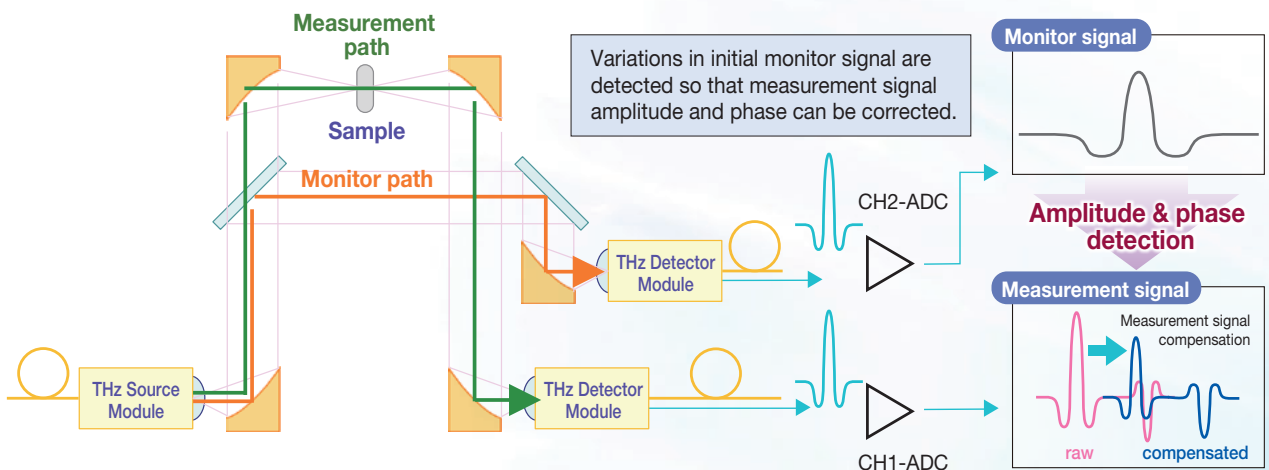 Measurement
path
Sample
Monitor path
THz Source
Module
THz Detector
Module
THz Detector
Module
Variations in initial monitor signal are
detected so that measurement signal
amplitude and phase can be corrected.
CH2-ADC
CH1-ADC
Monitor signal
Amplitude & phase
detection
Measurement signal
Measurement signal
compensation
raw
compensated